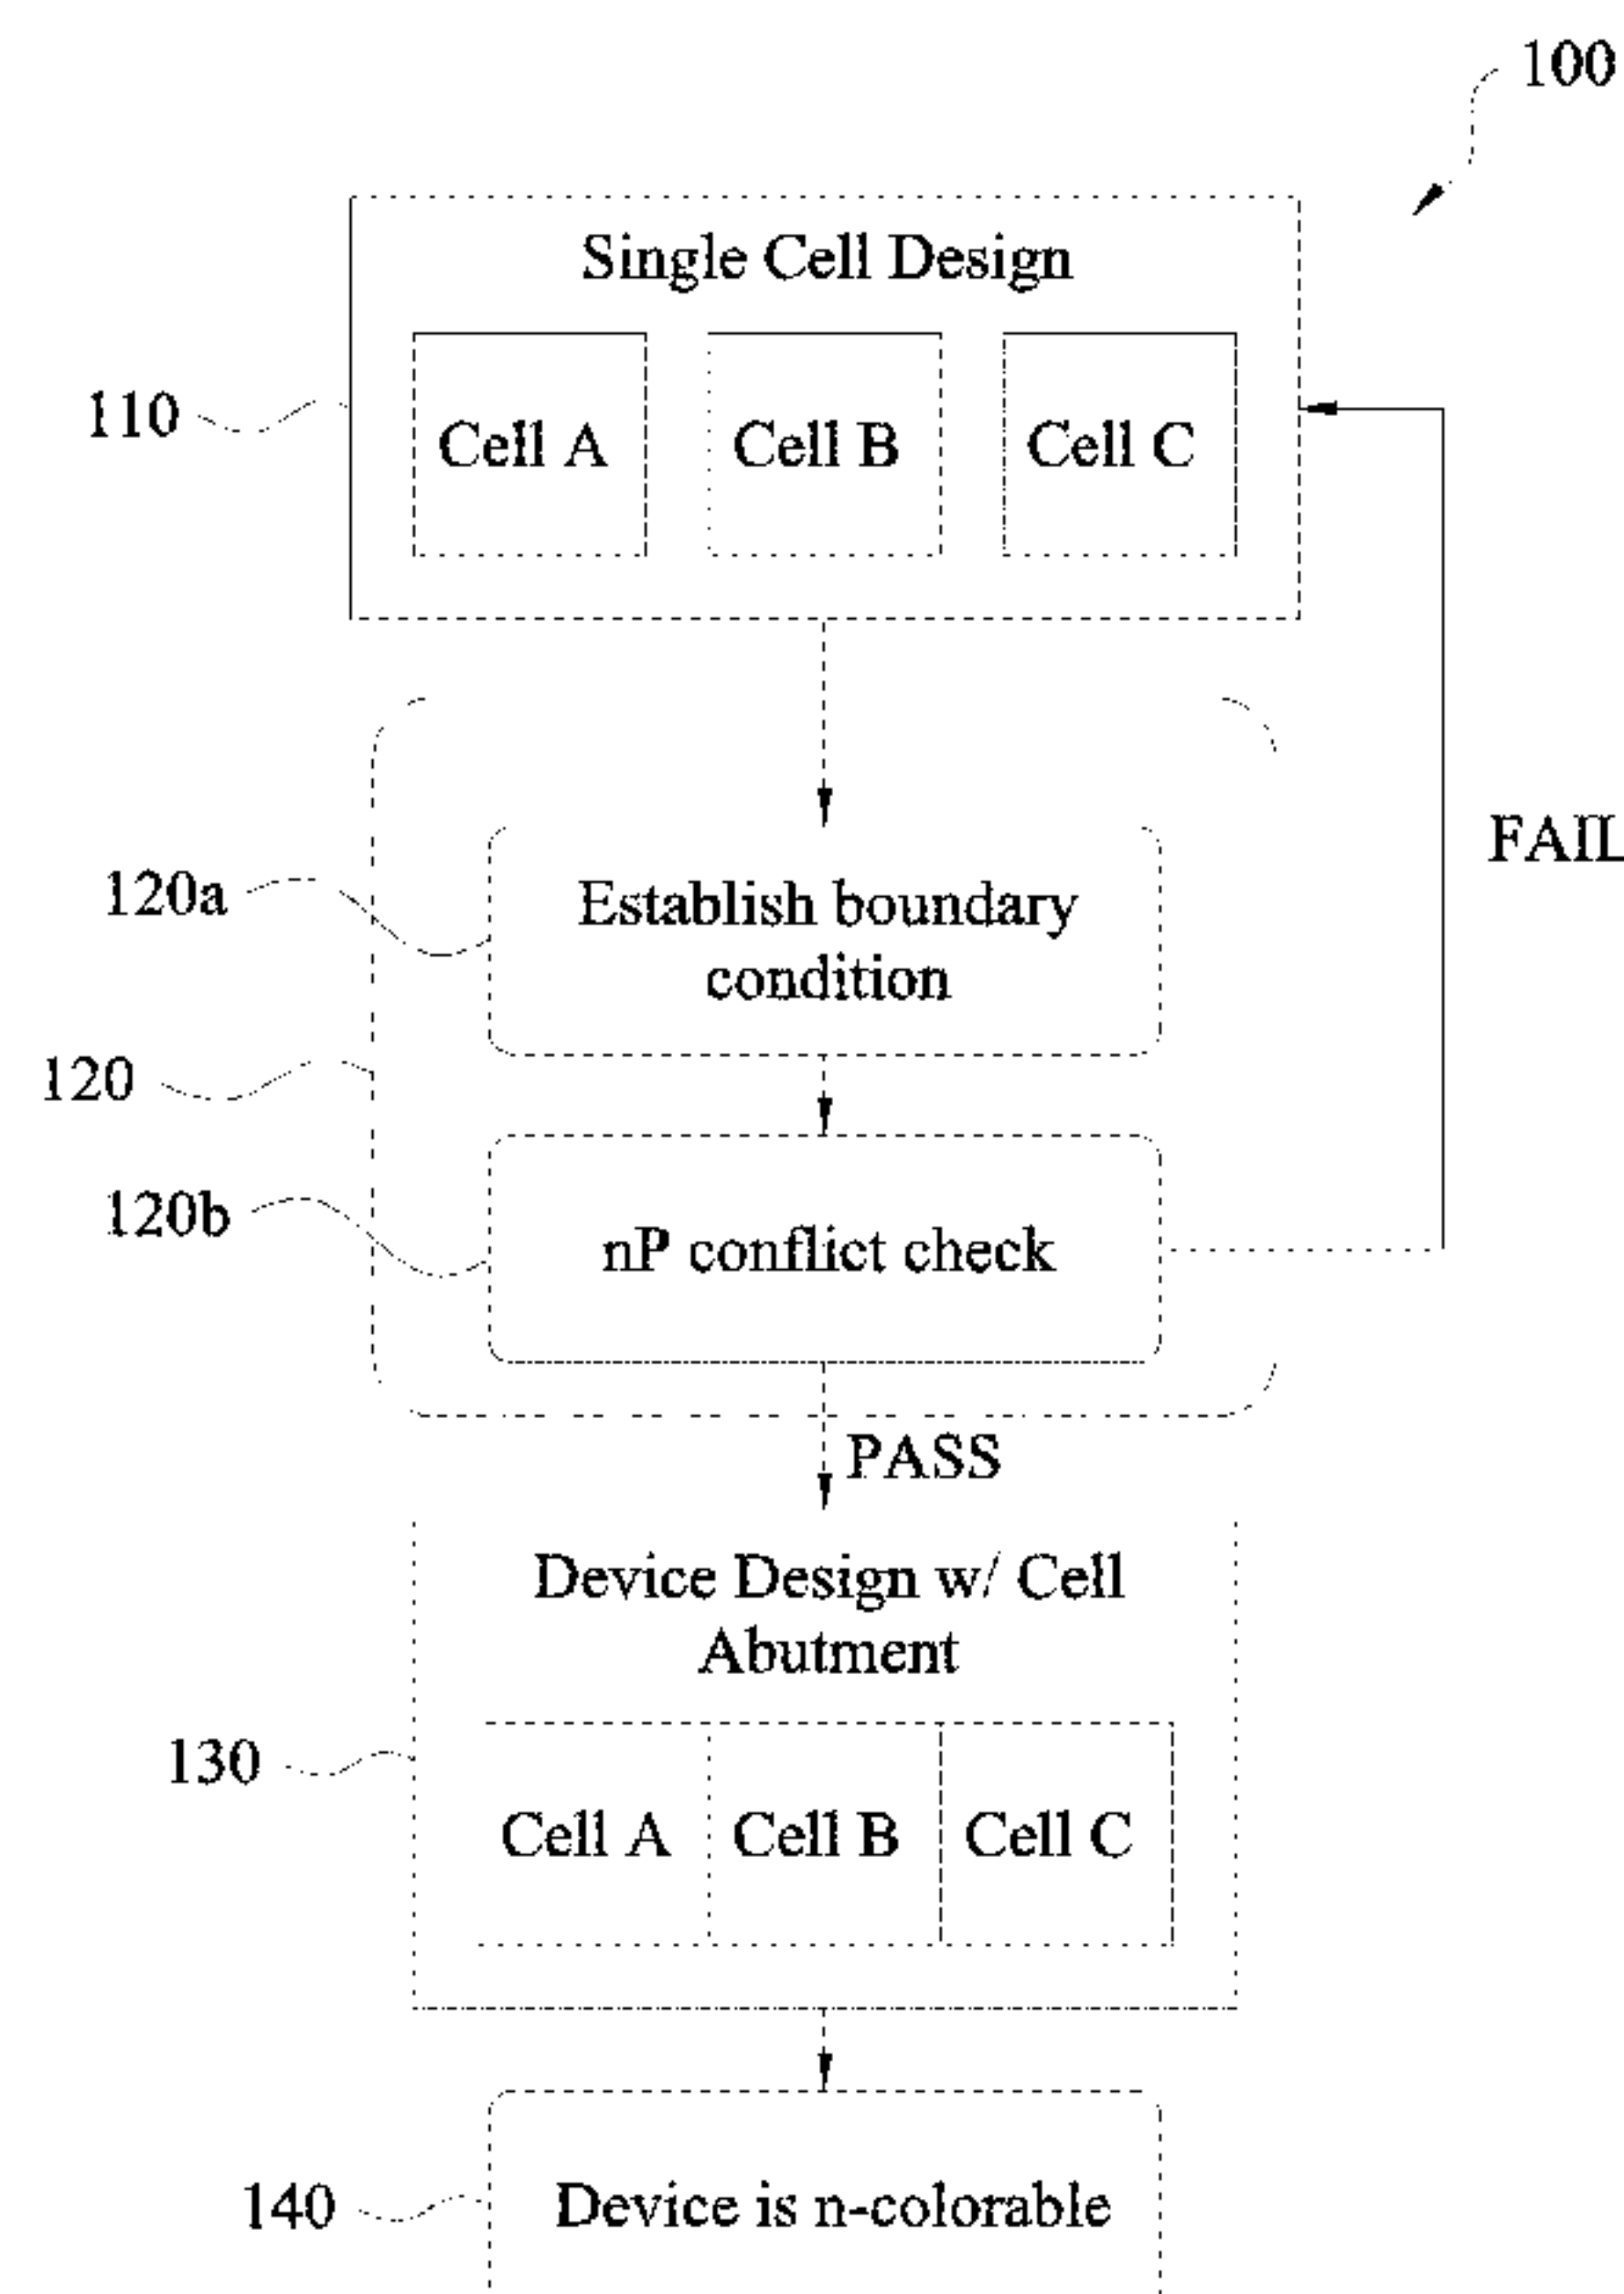 100
Single Cell Design
110
Cell A
Cell B
Cell C
FAIL
120a
Establish boundary
condition
120
120b
nP conflict check
PASS
Device Design w/ Cell
Abutment
130
Cell A
Cell B
Cell C
140
Device is n-colorable